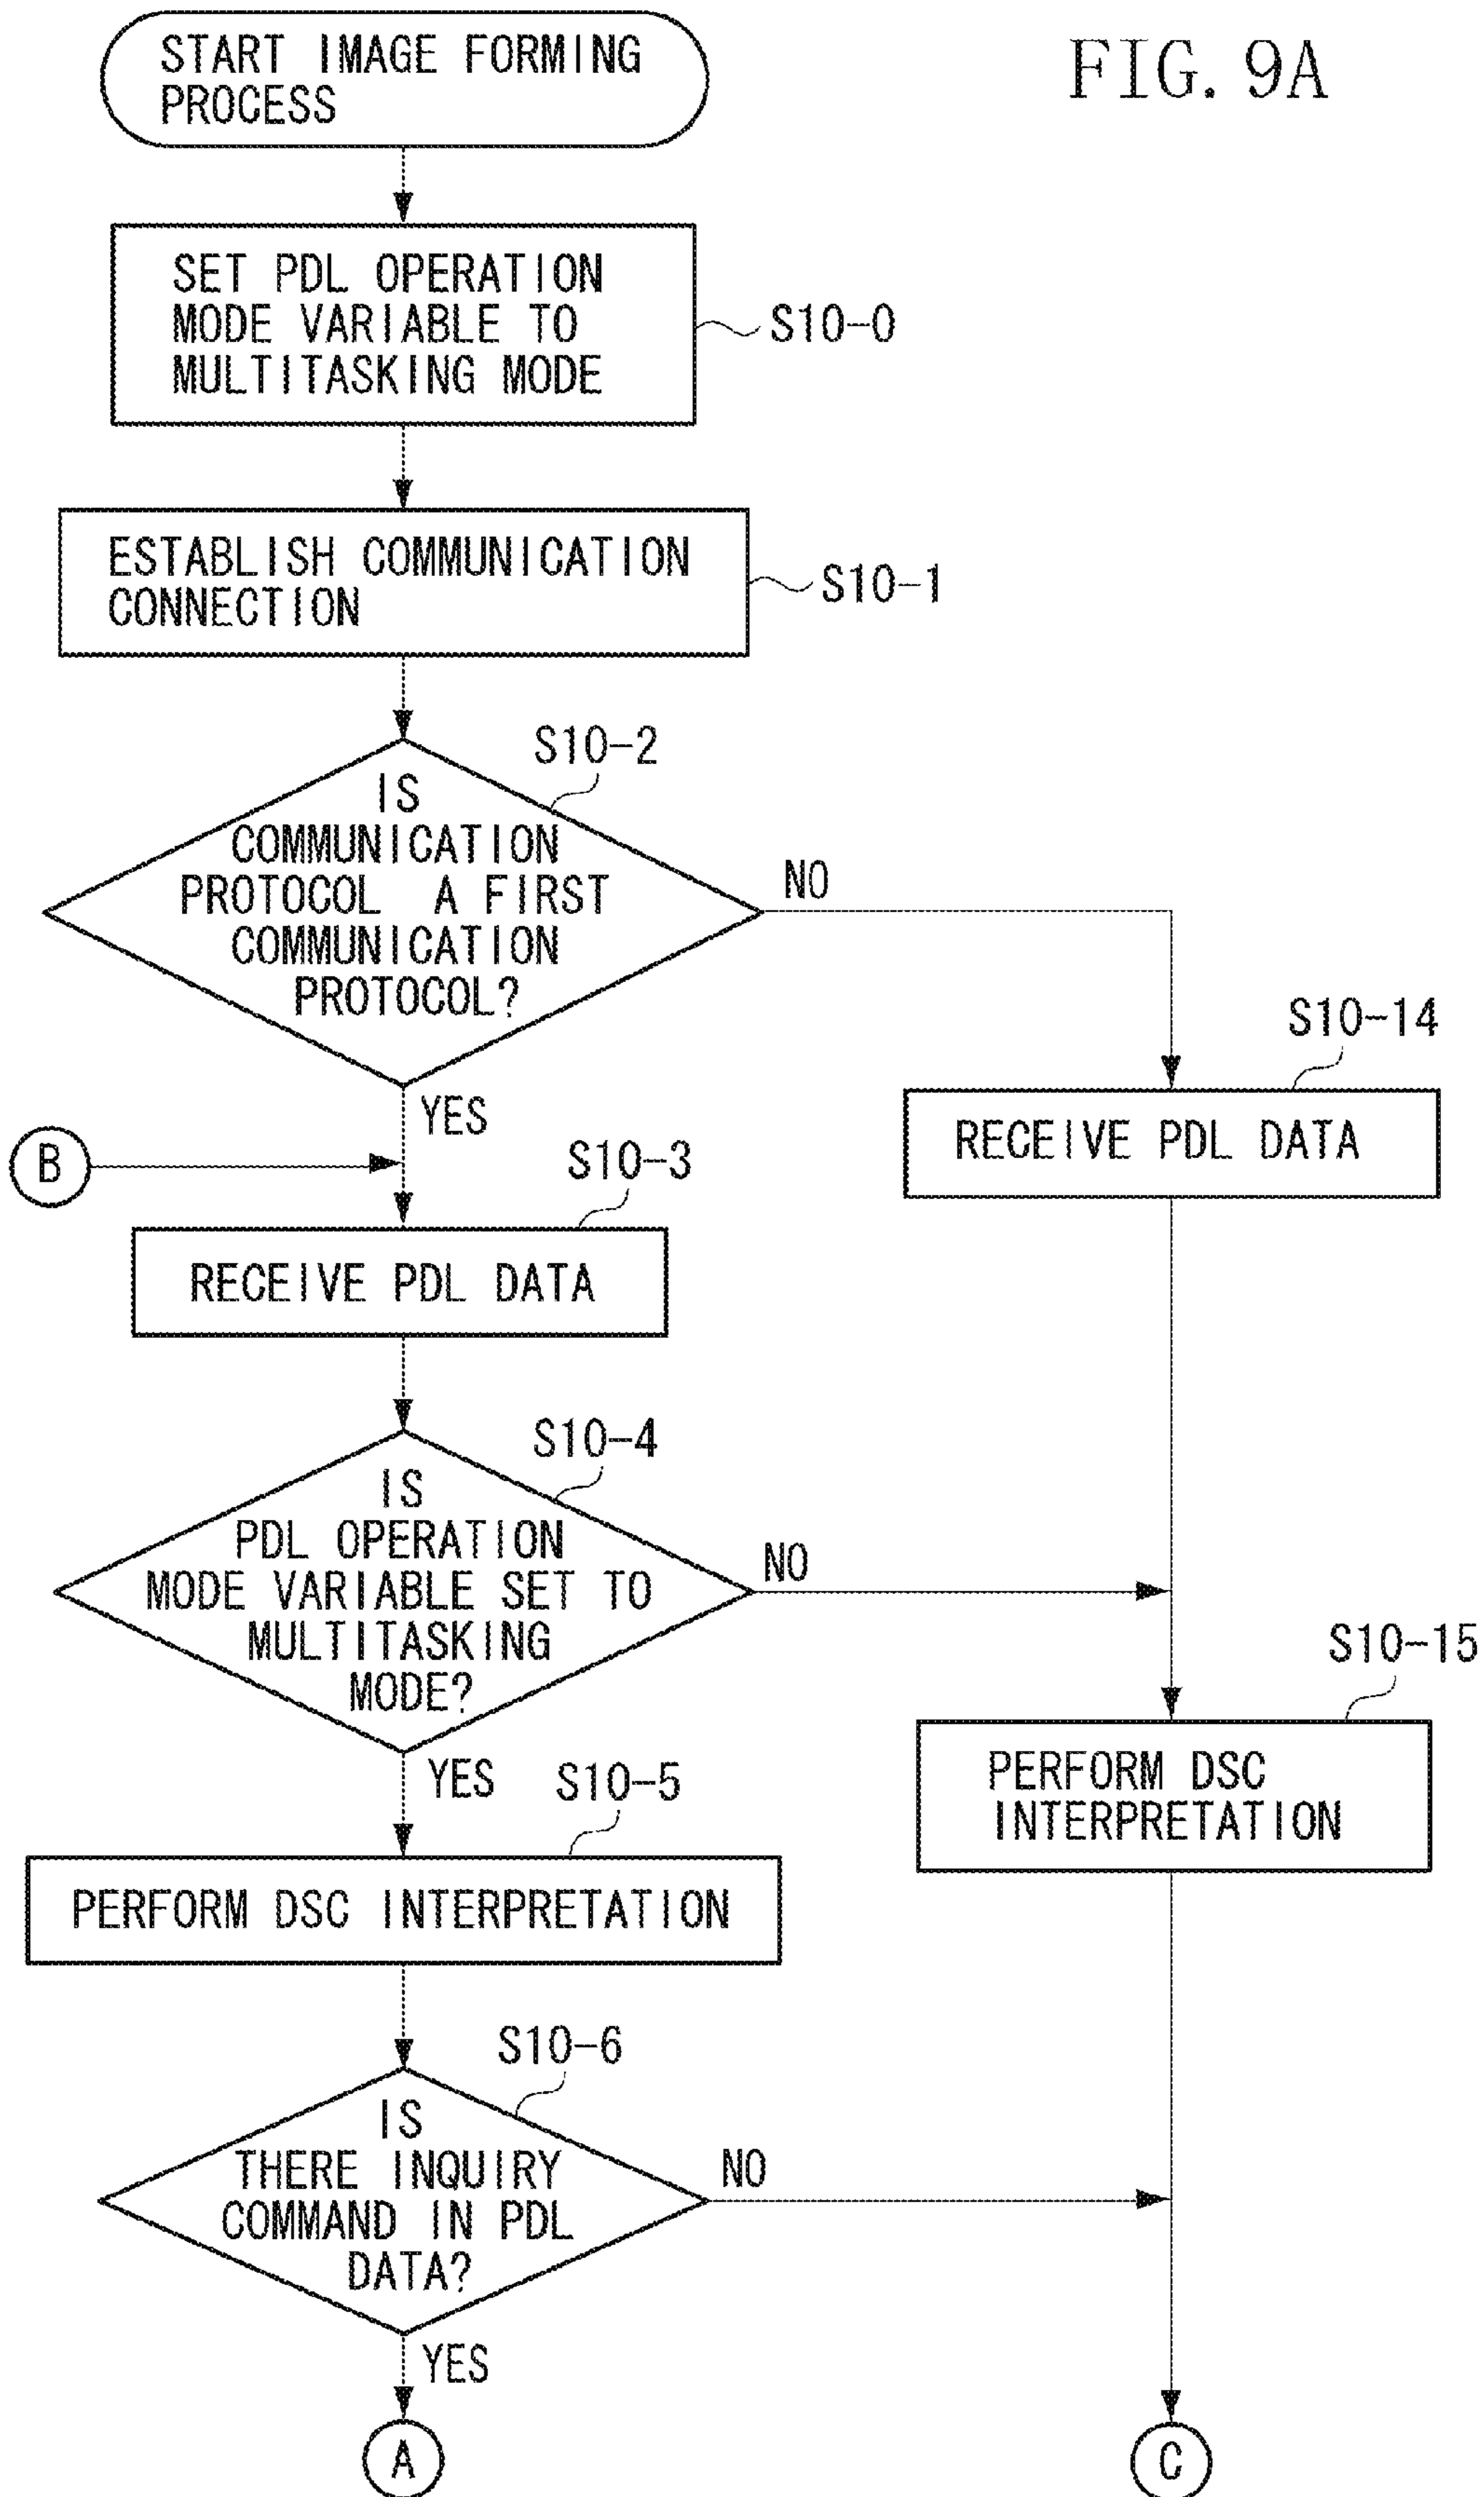 FIG. 9A
START IMAGE FORMING
PROCESS
SET PDL OPERATION
MODE VARIABLE TO
MULTITASKING MODE
S10-0
ESTABLISH COMMUNICATION
CONNECTION
S10-1
S10-2
IS
COMMUNICATION
PROTOCOL A FIRST
COMMUNICATION
PROTOCOL?
NO
YES
S10-14
RECEIVE PDL DATA
B
S10-3
RECEIVE PDL DATA
S10-4
IS
PDL OPERATION
MODE VARIABLE SET TO
MULTITASKING
MODE?
NO
YES
S10-15
PERFORM DSC
INTERPRETATION
S10-5
PERFORM DSC INTERPRETATION
S10-6
IS
THERE INQUIRY
COMMAND IN PDL
DATA?
NO
YES
A
C